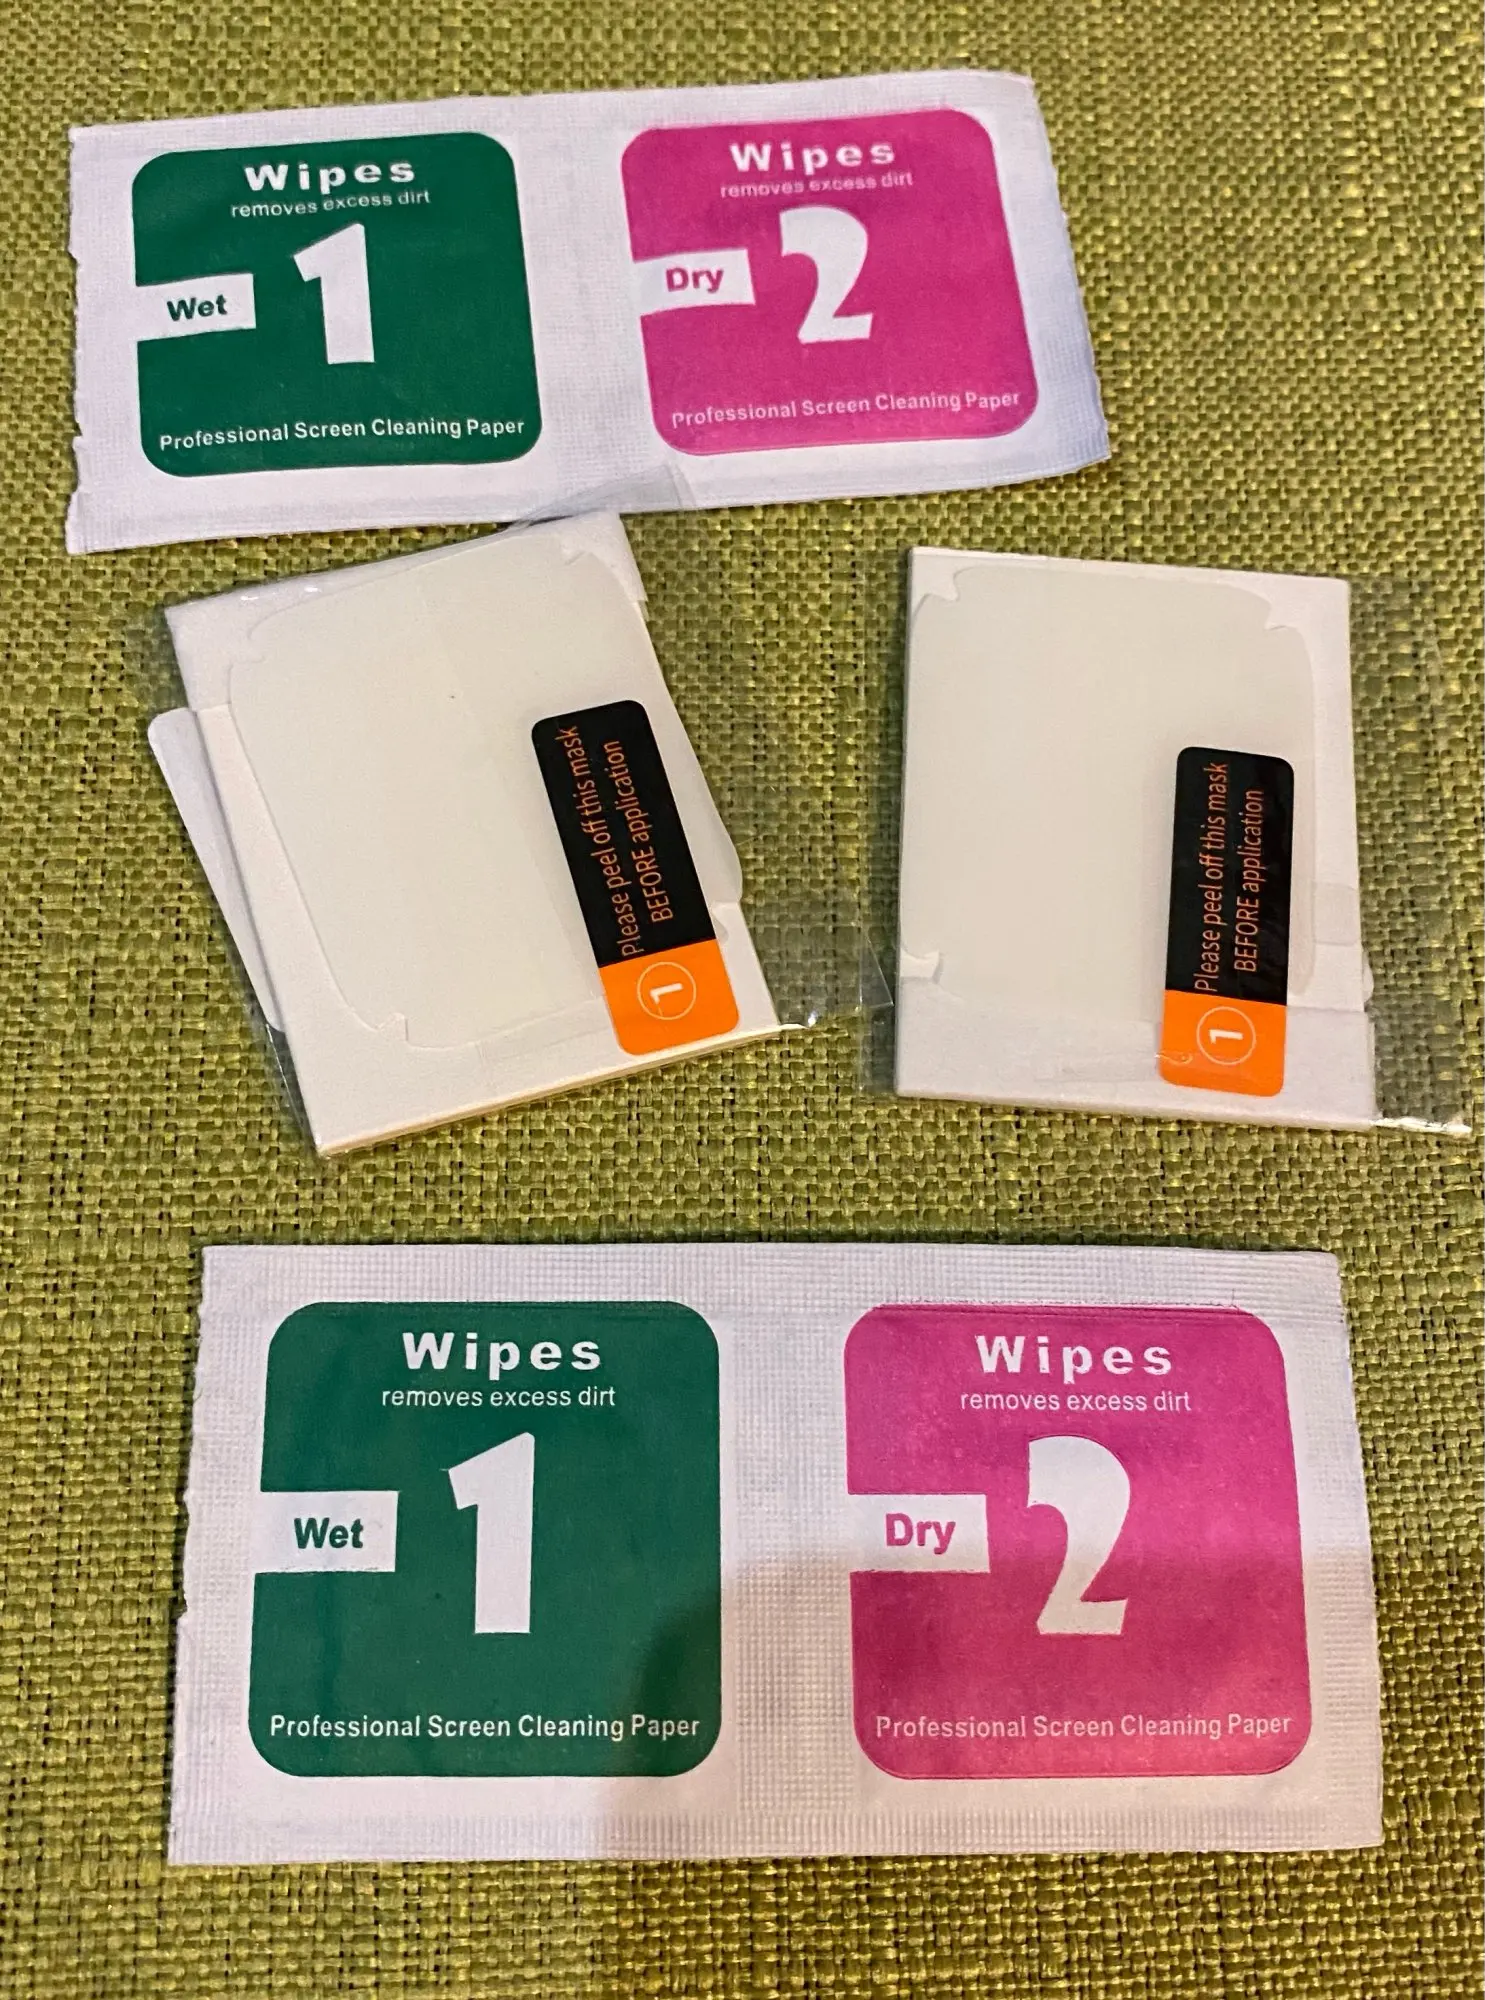 Wipes
removes excess dirt
1
Wet
Professional Screen Cleaning Paper
Wipes
removes excess dirt
2
Dry
Professional Screen Cleaning Paper
Please peel off this mask
BEFORE application
1
Please peel off this mask
BEFORE application
1
Wipes
removes excess dirt
1
Wet
Professional Screen Cleaning Paper
Wipes
removes excess dirt
2
Dry
Professional Screen Cleaning Paper